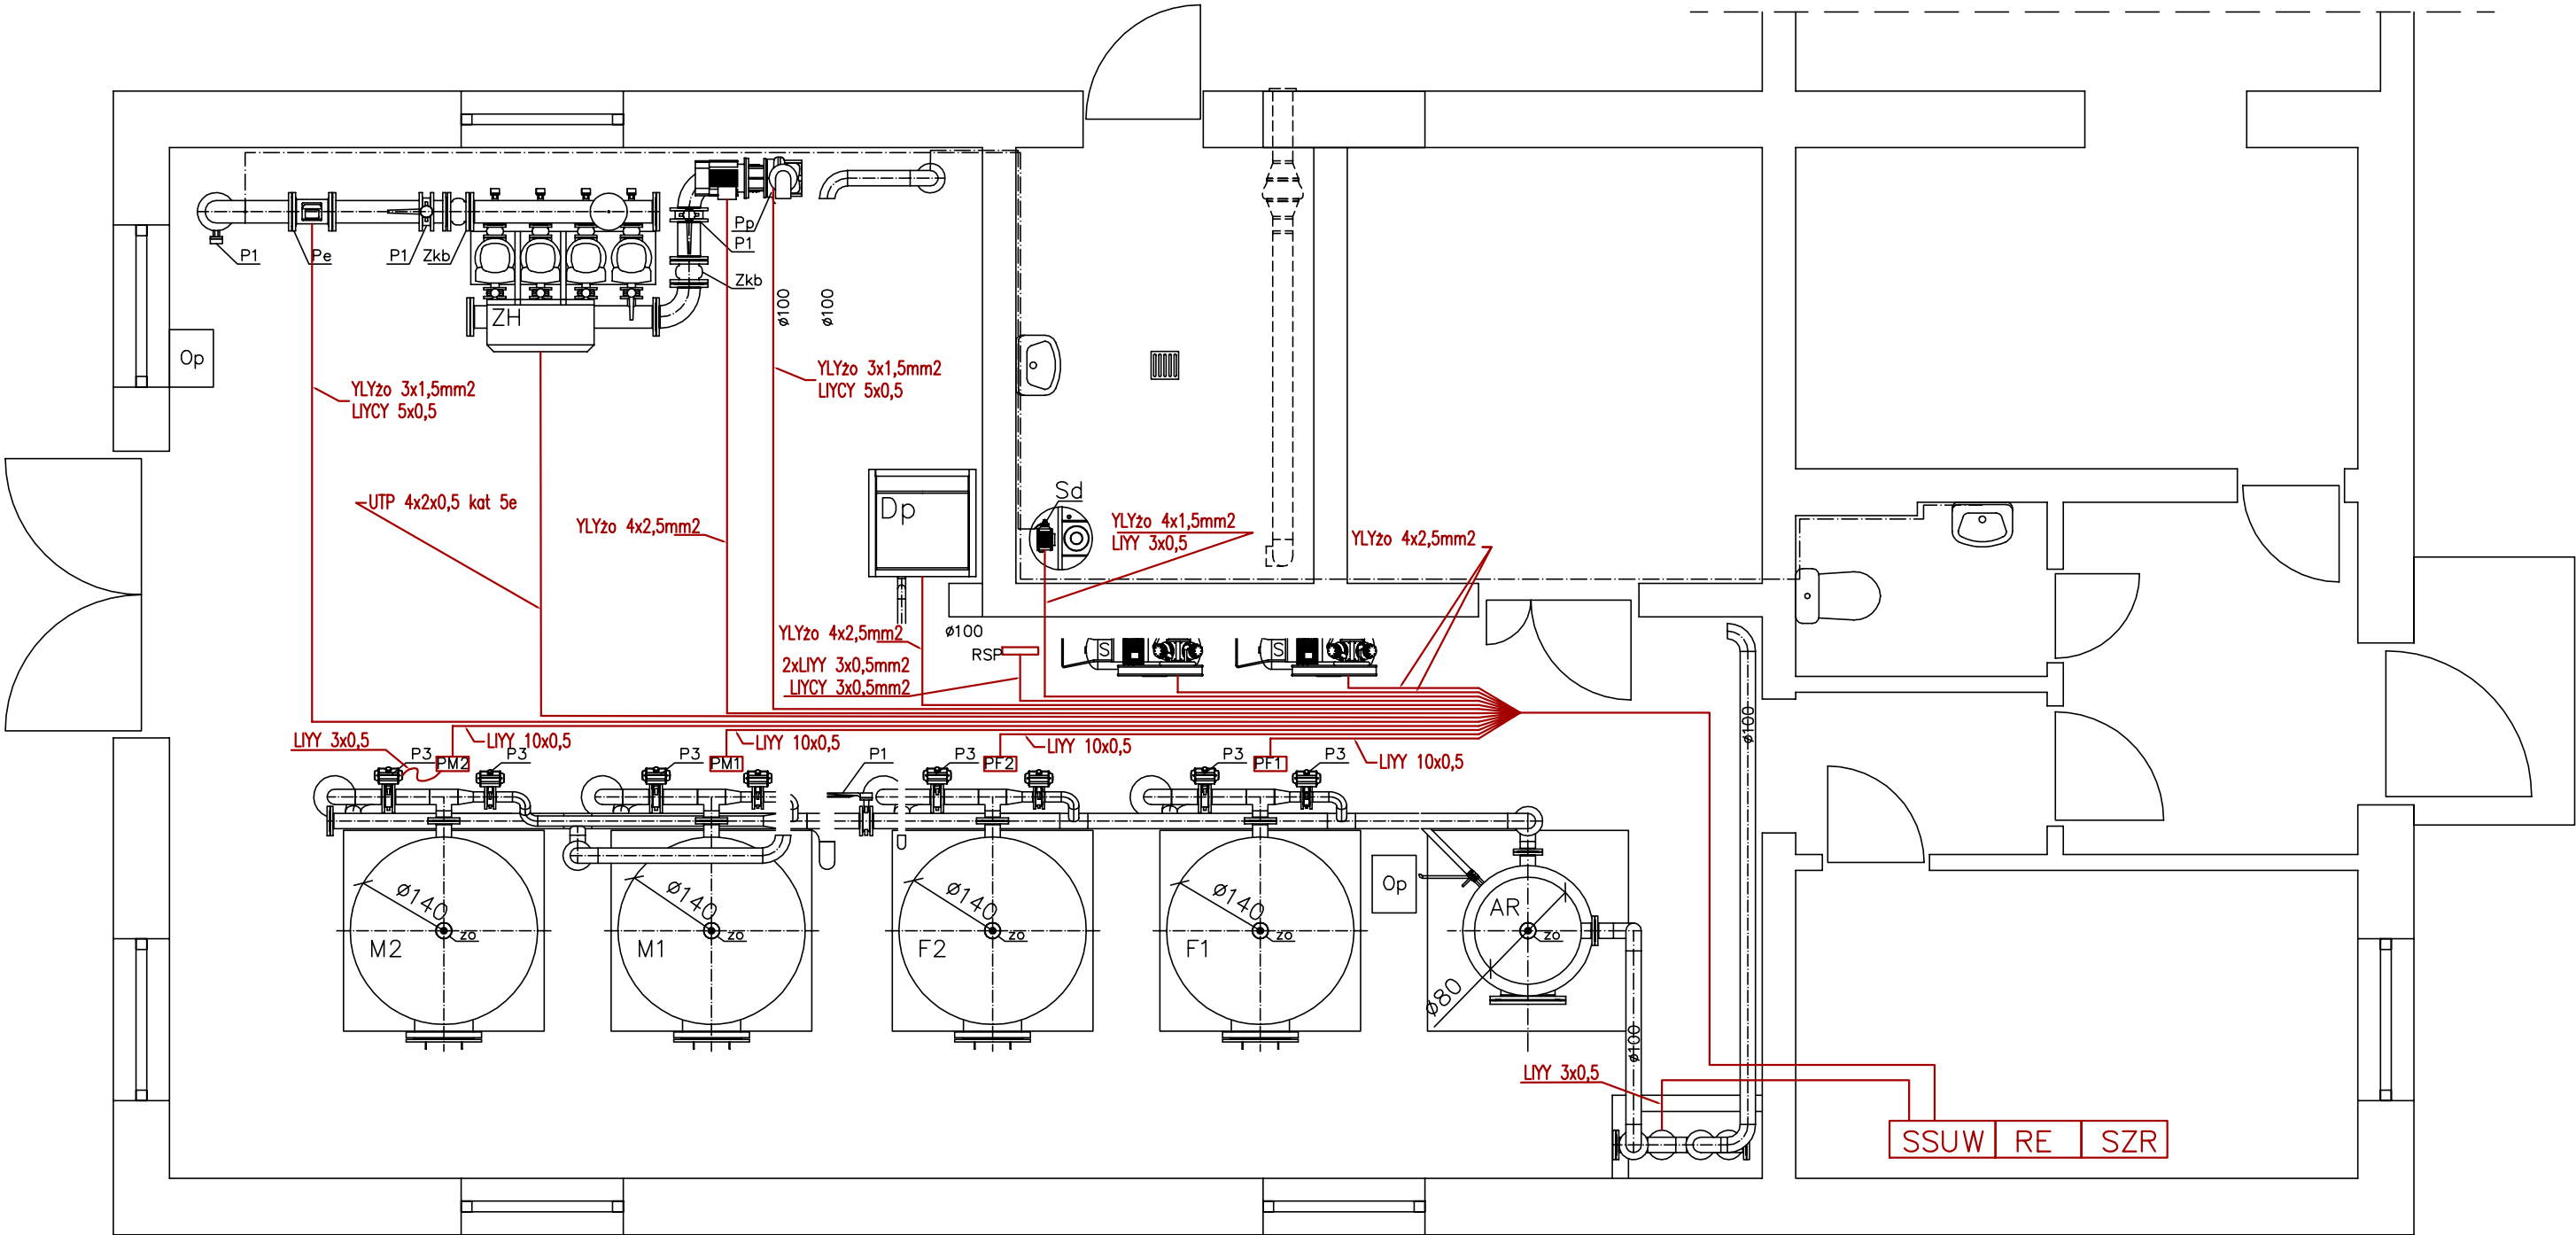 P1
Pe
P1
Zkb
Pp
P1
Zkb
ZH
ø100
ø100
Op
YLYżo 3x1,5mm2
LIYCY 5x0,5
YLYżo 3x1,5mm2
LIYCY 5x0,5
UTP 4x2x0,5 kat 5e
YLYżo 4x2,5mm2
Dp
Sd
YLYżo 4x1,5mm2
LIYY 3x0,5
YLYżo 4x2,5mm2
YLYżo 4x2,5mm2
ø100
RSP
2xLIYY 3x0,5mm2
LIYCY 3x0,5mm2
S
S
ø100
LIYY 3x0,5
LIYY 10x0,5
LIYY 10x0,5
LIYY 10x0,5
LIYY 10x0,5
P3
PM2
P3
P3
PM1
P1
P3
PF2
P3
PF1
P3
ø140
ø140
ø140
ø140
Op
AR
zo
zo
zo
zo
zo
M2
M1
F2
F1
ø80
ø100
LIYY 3x0,5
SSUW
RE
SZR